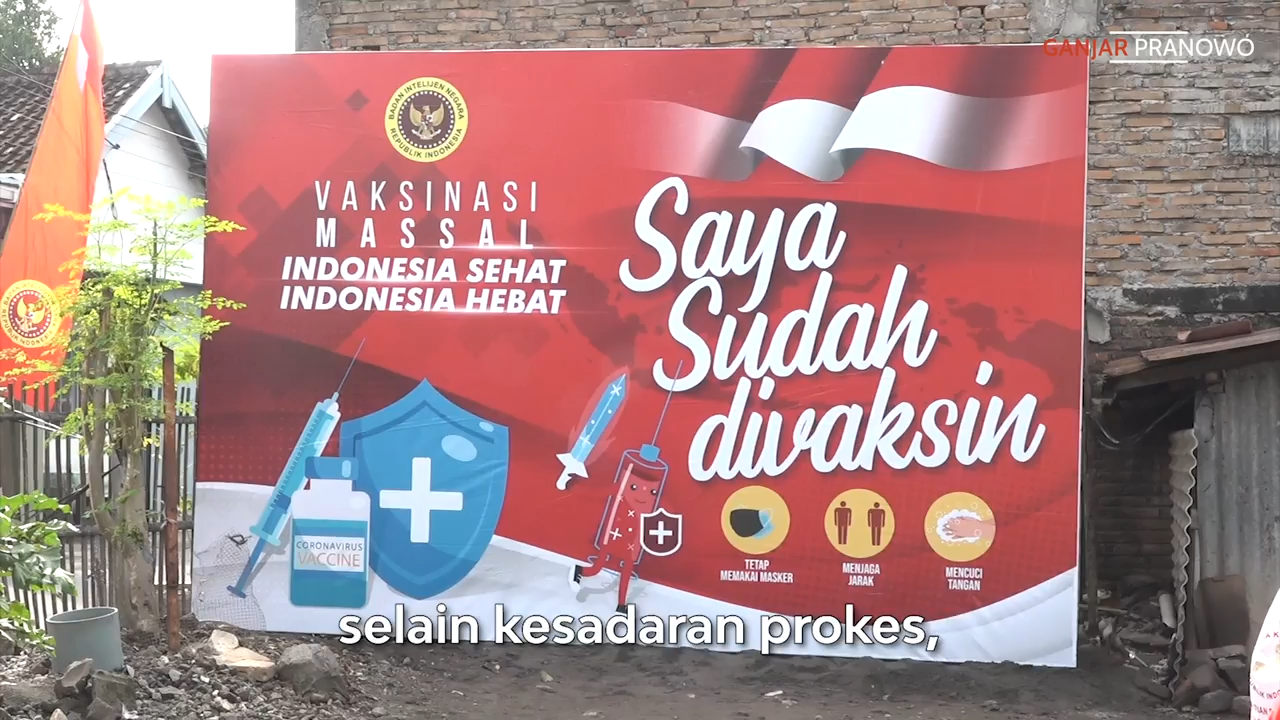 GANJAR PRANOWO
BADAN INTELIJEN NEGARA
REPUBLIK INDONESIA
VAKSINASI
MASSAL
INDONESIA SEHAT
INDONESIA HEBAT
Saya
Sudah
divaksin
CORONAVIRUS
VACCINE
TETAP
MEMAKAI MASKER
MENJAGA
JARAK
MENCUCI
TANGAN
selain kesadaran prokes,